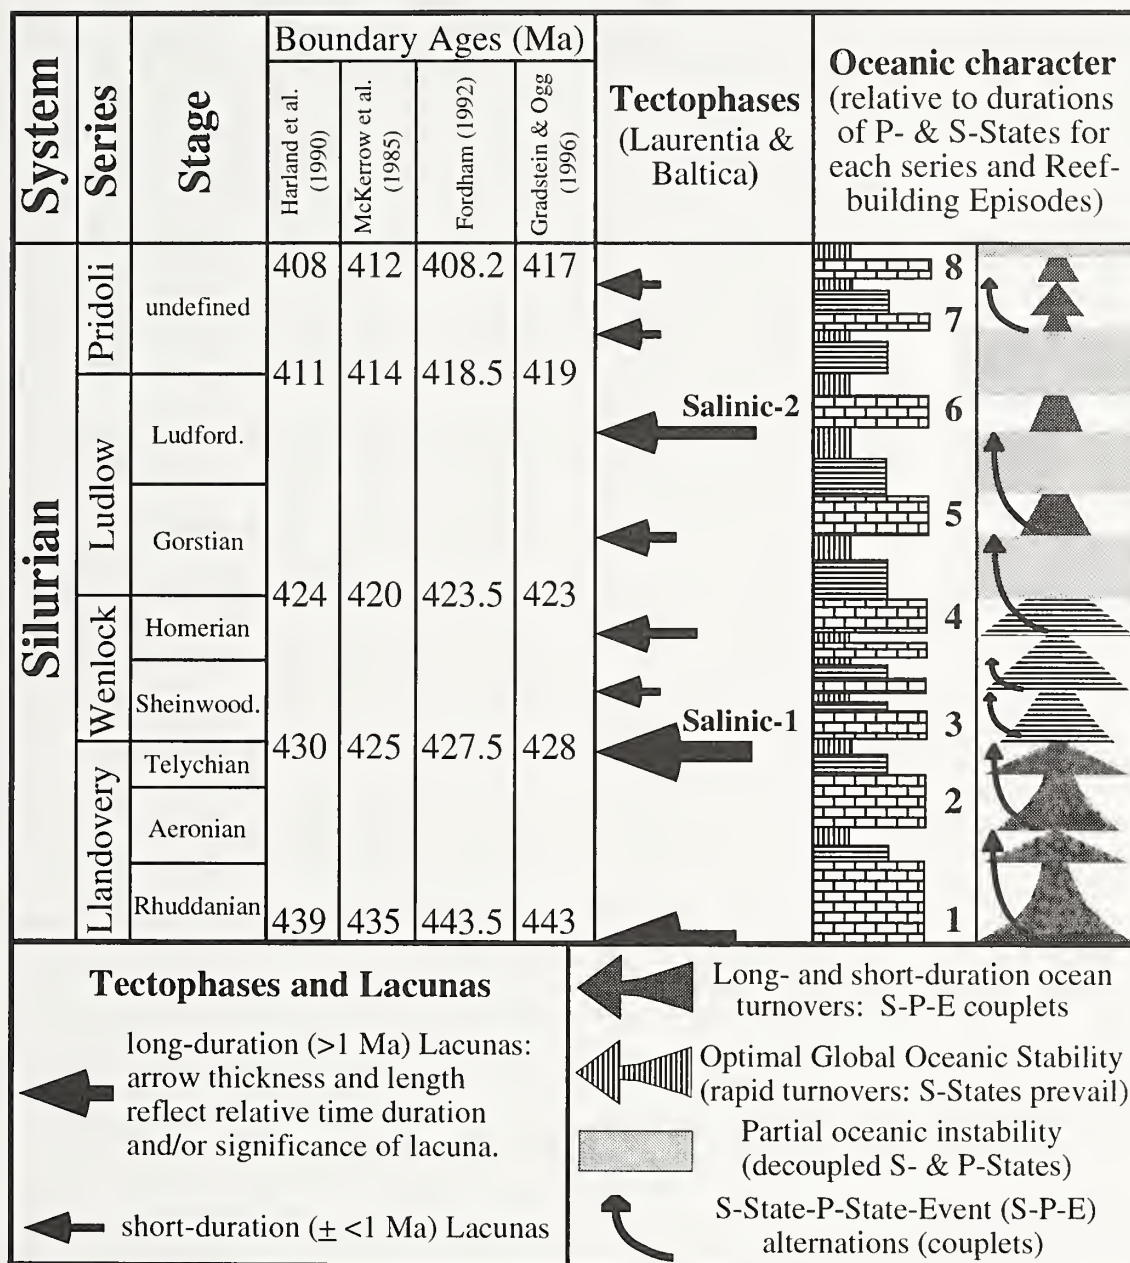 System
Series
Stage
Boundary Ages (Ma)
Harland et al.
(1990)
McKerrow et al.
(1985)
Fordham (1992)
Gradstein & Ogg
(1996)
Tectophases
(Laurentia &
Baltica)
Oceanic character
(relative to durations
of P- & S-States for
each series and Reef-
building Episodes)
Silurian
Pridoli
undefined
408 412 408.2 417
411 414 418.5 419
Ludlow
Ludford.
Gorstian
424 420 423.5 423
Wenlock
Homerian
Sheinwood.
430 425 427.5 428
Llandovery
Telychian
Aeronian
Rhuddanian
439 435 443.5 443
Salinic-2
Salinic-1
8
7
6
5
4
3
2
1
Tectophases and Lacunas
long-duration (>1 Ma) Lacunas:
arrow thickness and length
reflect relative time duration
and/or significance of lacuna.
short-duration (± <1 Ma) Lacunas
Long- and short-duration ocean
turnovers: S-P-E couplets
Optimal Global Oceanic Stability
(rapid turnovers: S-States prevail)
Partial oceanic instability
(decoupled S- & P-States)
S-State-P-State-Event (S-P-E)
alternations (couplets)